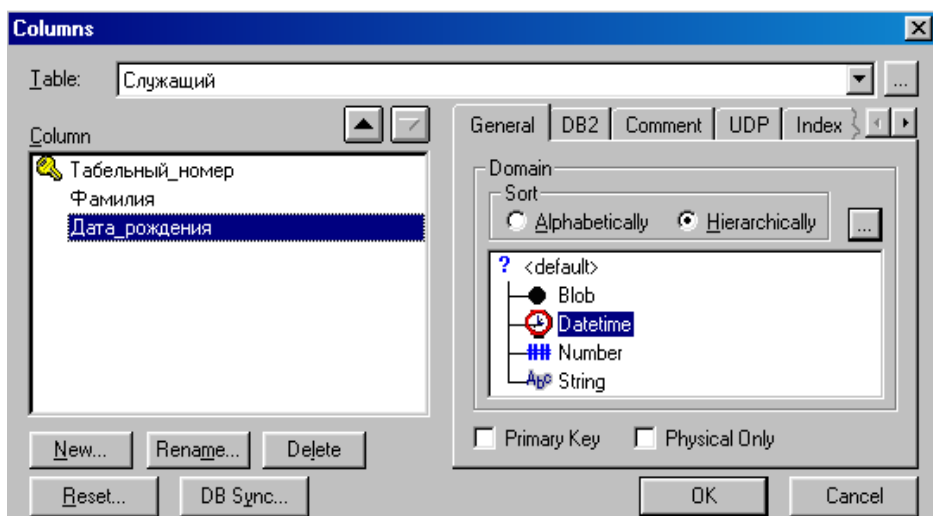 Columns
Table: Служащий ...
Column
Табельный_номер
Фамилия
Дата_рождения
New... Rename... Delete
Reset... DB Sync...
General DB2 Comment UDP Index
Domain
Sort
Alphabetically Hierarchically ...
? <default>
Blob
Datetime
Number
Abc String
Primary Key Physical Only
OK Cancel